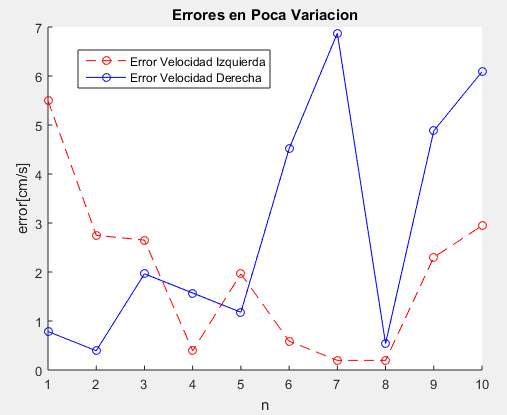 Errores en Poca Variacion
Error Velocidad Izquierda
Error Velocidad Derecha
error[cm/s]
7
6
5
4
3
2
1
0
1 2 3 4 5 6 7 8 9 10
n